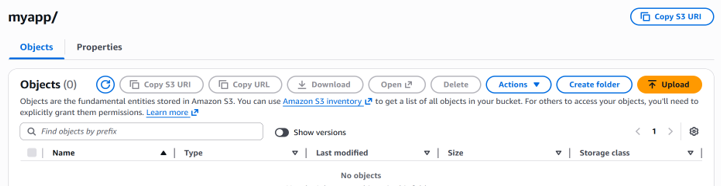 myapp/
Copy S3 URI
Objects Properties
Objects (0) Copy S3 URI Copy URL Download Open Delete Actions Create folder Upload
Objects are the fundamental entities stored in Amazon S3. You can use Amazon S3 inventory to get a list of all objects in your bucket. For others to access your objects, you'll need to
explicitly grant them permissions. Learn more
Find objects by prefix Show versions 1
Name Type Last modified Size Storage class
No objects